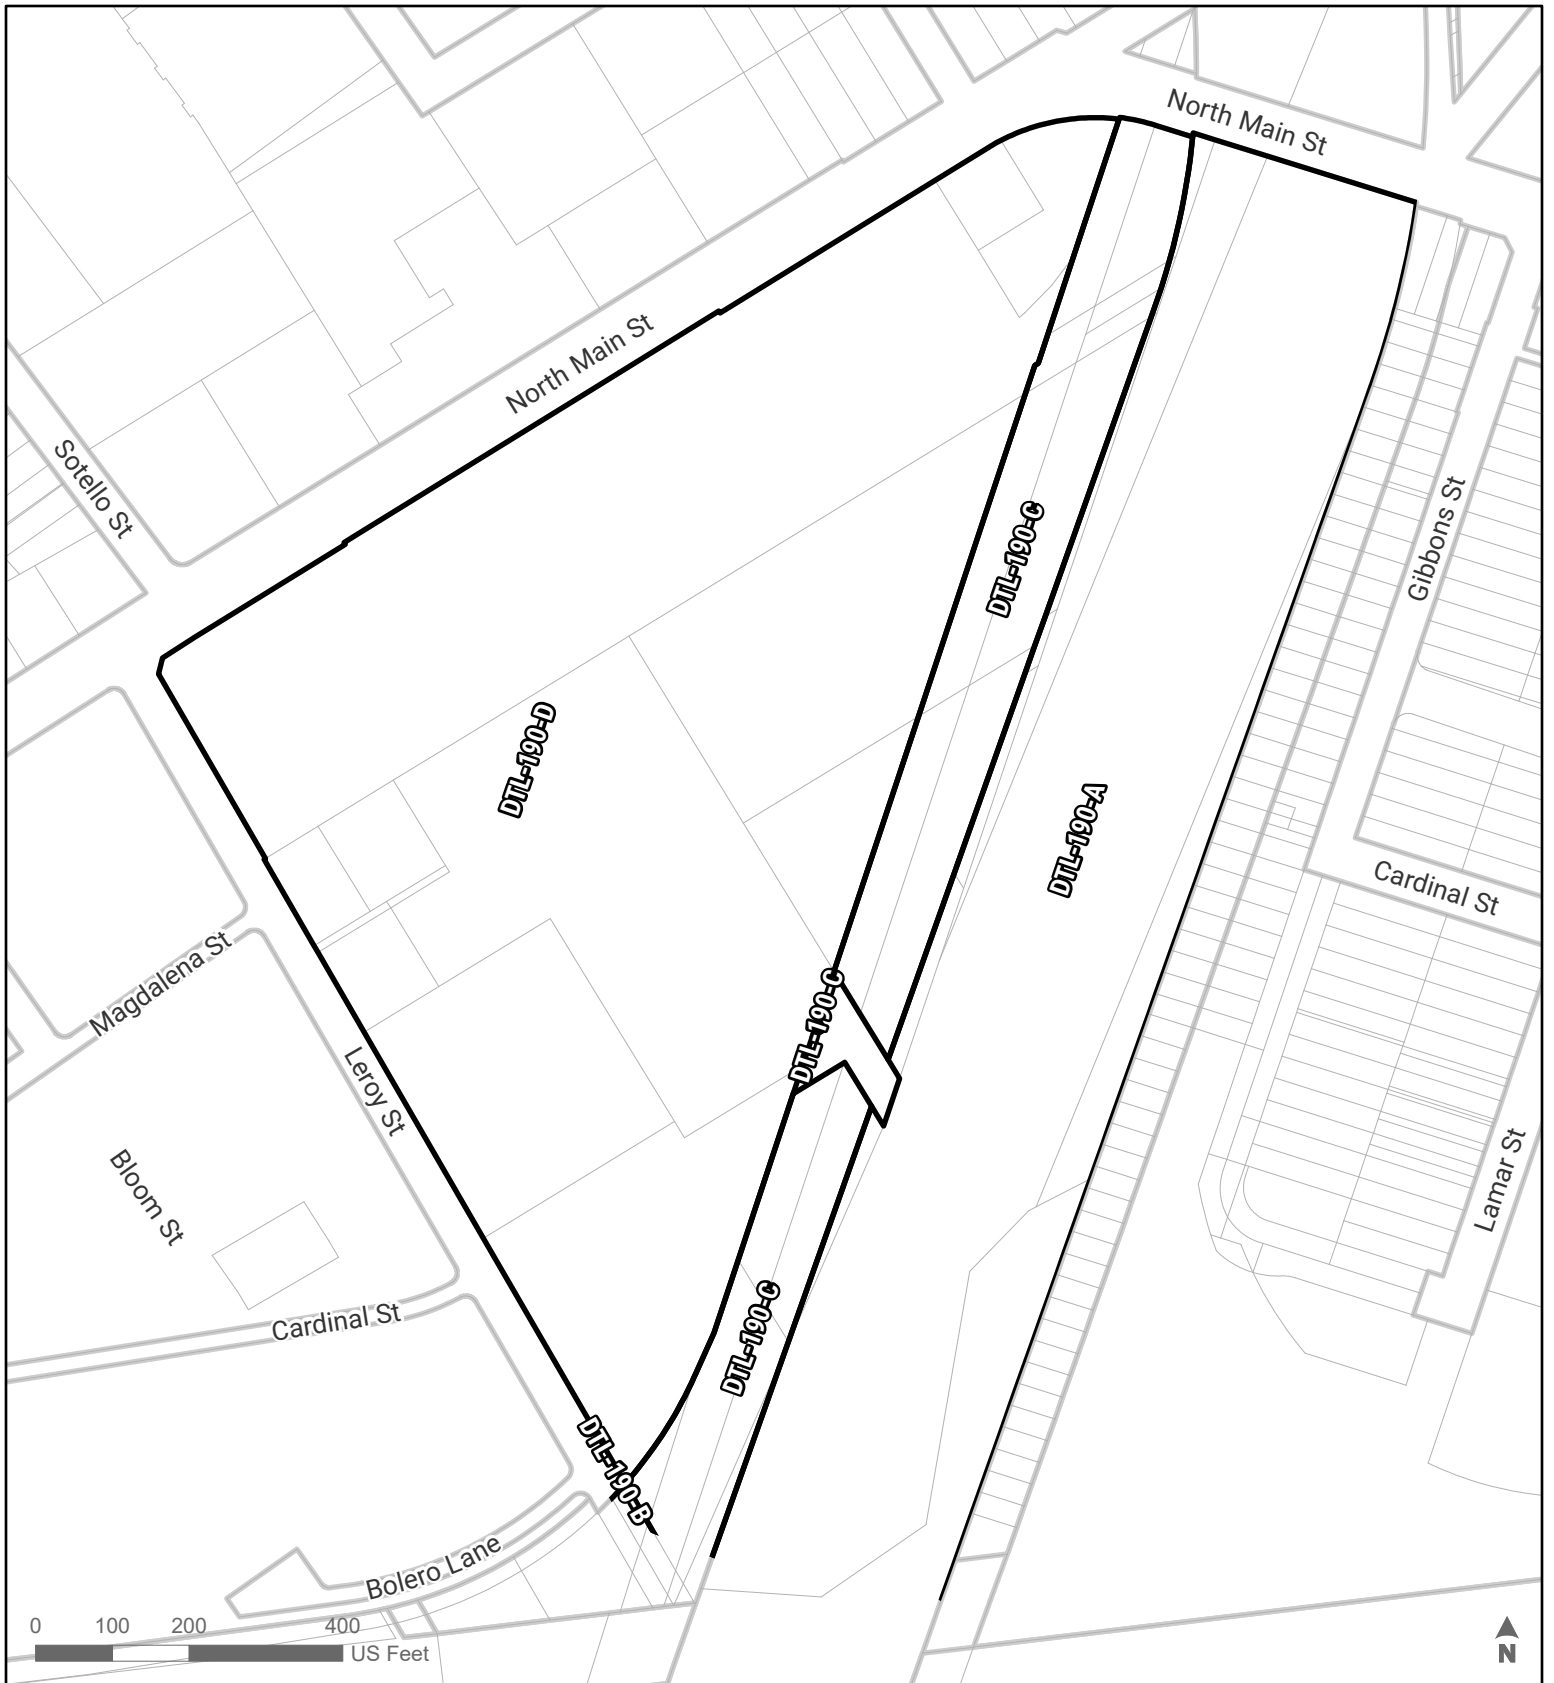 North Main St
North Main St
Sotello St
DTL-190-C
Gibbons St
DTL-190-D
DTL-190-A
Cardinal St
Magdalena St
DTL-190-C
Leroy St
Bloom St
Lamar St
Cardinal St
DTL-190-C
DTL-190-B
Bolero Lane
0 100 200 400
US Feet
N